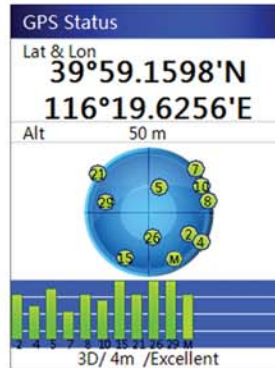 GPS Status
Lat & Lon
39°59.1598'N
116°19.6256'E
Alt 50 m
21 7
5 10
29 8
26 2 4
15 M
2 4 5 7 8 10 15 21 26 29 M
3D/ 4m /Excellent